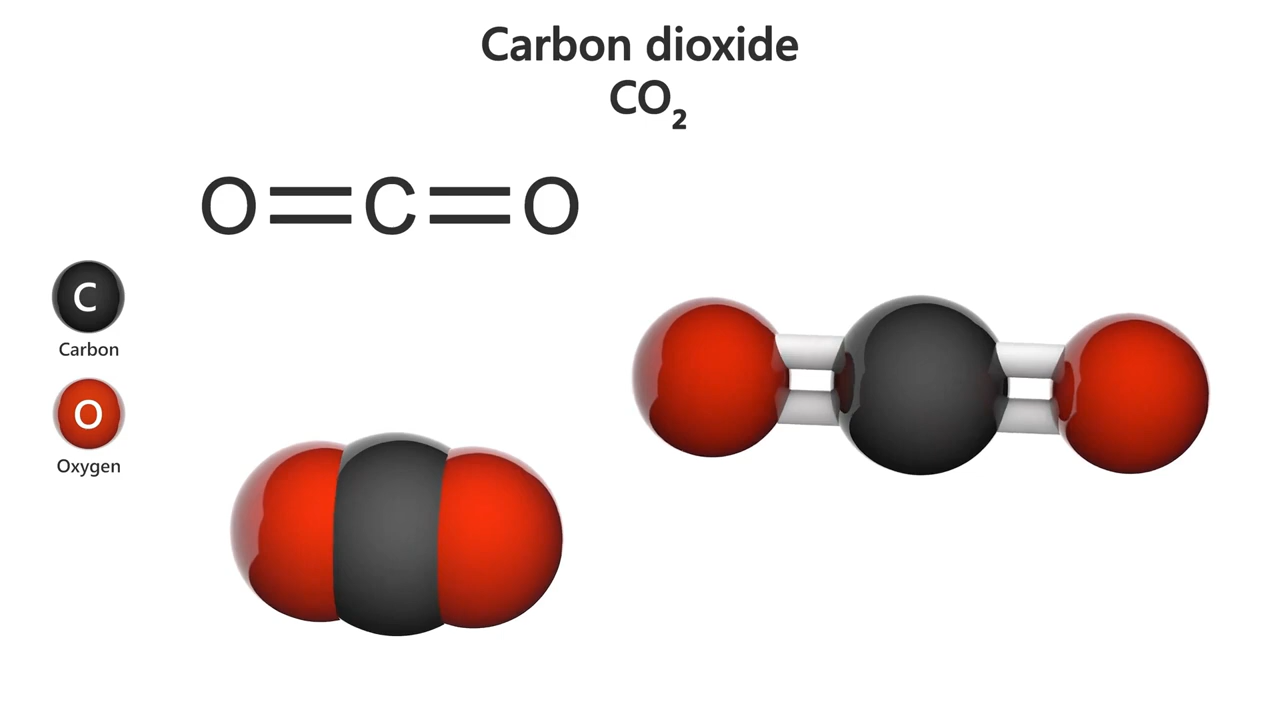 Carbon dioxide
CO₂
O=C=O
C
Carbon
O
Oxygen